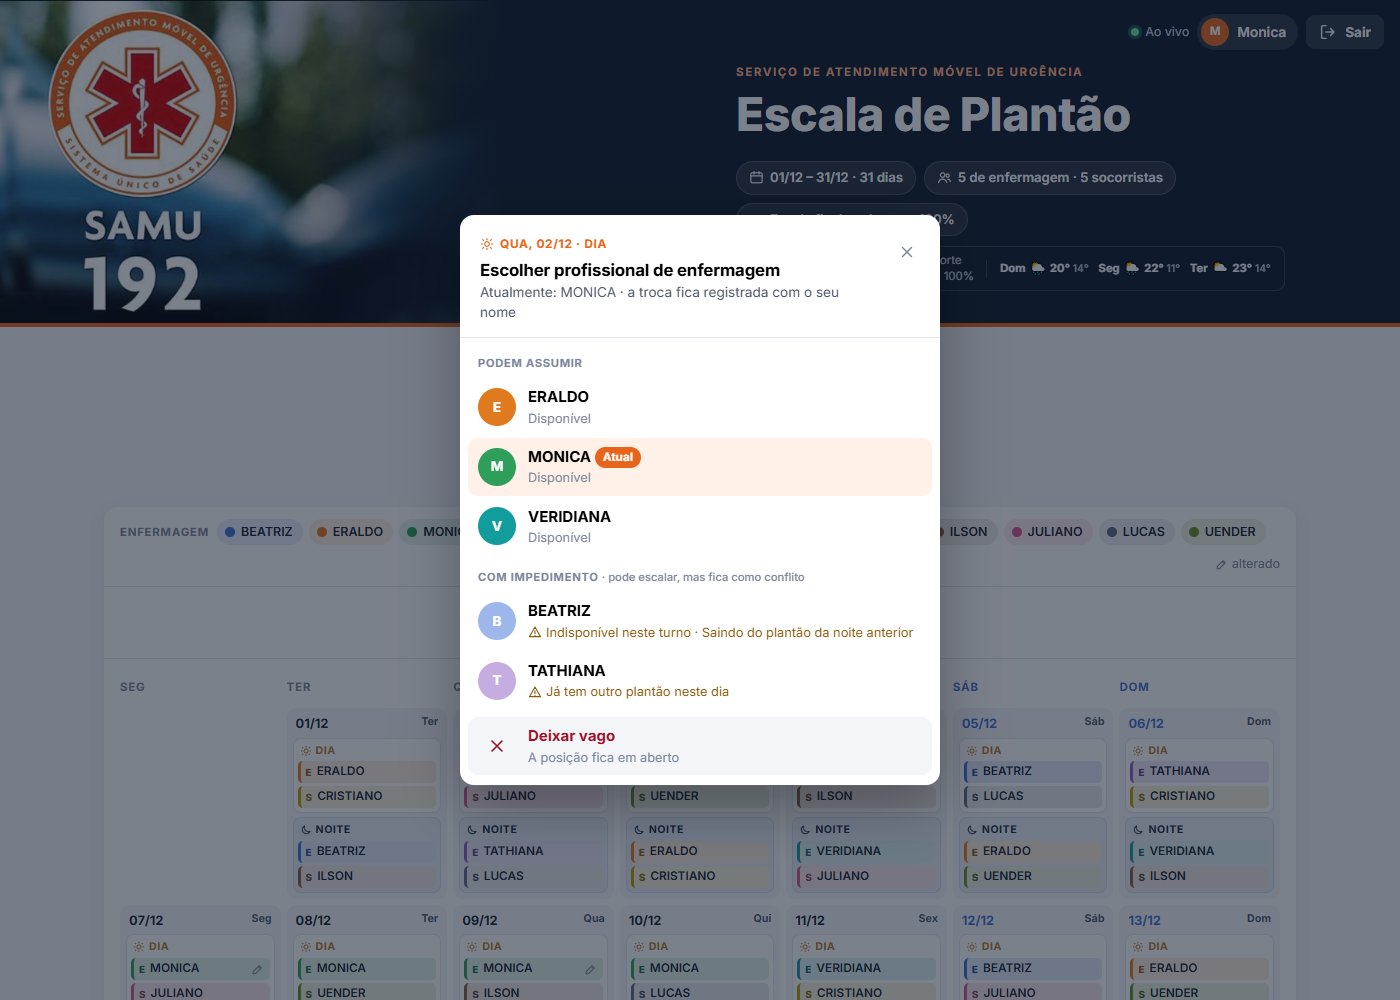 SERVIÇO DE ATENDIMENTO MÓVEL DE URGÊNCIA
SISTEMA ÚNICO DE SAÚDE
SAMU
192
Ao vivo
M Monica
Sair
SERVIÇO DE ATENDIMENTO MÓVEL DE URGÊNCIA
Escala de Plantão
01/12 – 31/12 · 31 dias
5 de enfermagem · 5 socorristas
100%
Dom 20° 14° Seg 22° 11° Ter 23° 14°
QUA, 02/12 · DIA
Escolher profissional de enfermagem
Atualmente: MONICA · a troca fica registrada com o seu
nome
PODEM ASSUMIR
E ERALDO
Disponível
M MONICA Atual
Disponível
V VERIDIANA
Disponível
COM IMPEDIMENTO · pode escalar, mas fica como conflito
B BEATRIZ
Indisponível neste turno · Saindo do plantão da noite anterior
T TATHIANA
Já tem outro plantão neste dia
Deixar vago
A posição fica em aberto
ENFERMAGEM BEATRIZ ERALDO MONIC
ILSON JULIANO LUCAS UENDER
alterado
SEG TER SÁB DOM
01/12 Ter
DIA
E ERALDO
S CRISTIANO
NOITE
E BEATRIZ
S ILSON
S JULIANO
NOITE
E TATHIANA
S LUCAS
S UENDER
NOITE
E ERALDO
S CRISTIANO
S ILSON
NOITE
E VERIDIANA
S JULIANO
05/12 Sáb
DIA
E BEATRIZ
S LUCAS
NOITE
E ERALDO
S UENDER
06/12 Dom
DIA
E TATHIANA
S CRISTIANO
NOITE
E VERIDIANA
S ILSON
07/12 Seg
DIA
E MONICA
S JULIANO
08/12 Ter
DIA
E MONICA
S UENDER
09/12 Qua
DIA
E MONICA
S ILSON
10/12 Qui
DIA
E MONICA
S LUCAS
11/12 Sex
DIA
E VERIDIANA
S CRISTIANO
12/12 Sáb
DIA
E BEATRIZ
S JULIANO
13/12 Dom
DIA
E ERALDO
S UENDER